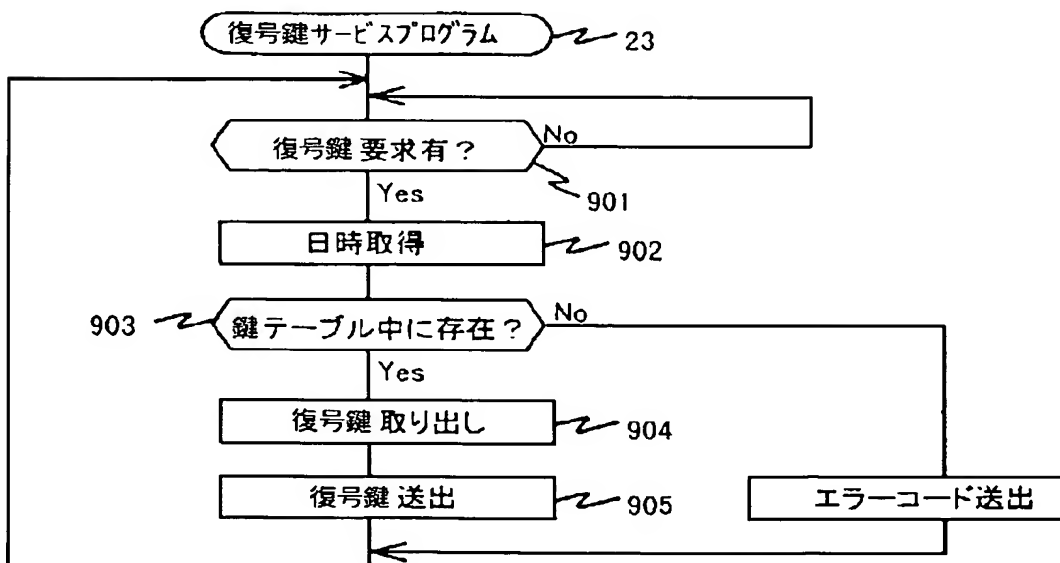 復号鍵サービスプログラム
23
復号鍵要求有？
No
901
Yes
日時取得
902
903
鍵テーブル中に存在？
No
Yes
復号鍵取り出し
904
復号鍵送出
905
エラーコード送出